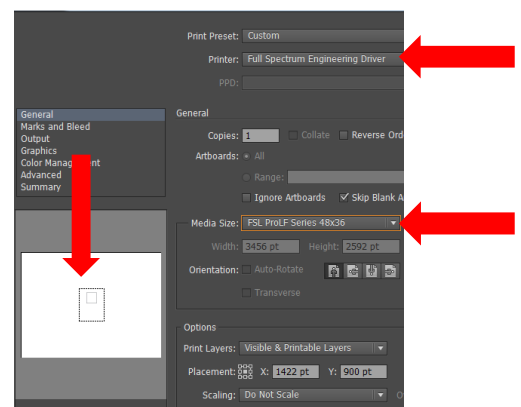 Print Preset: Custom
Printer: Full Spectrum Engineering Driver
PPD:
General
Marks and Bleed
Output
Graphics
Color Management
Advanced
Summary
General
Copies: 1 Collate Reverse Ord
Artboards: All
Range:
Ignore Artboards Skip Blank A
Media Size: FSL ProLF Series 48x36
Width: 3456 pt Height: 2592 pt
Orientation: Auto-Rotate
Transverse
Options
Print Layers: Visible & Printable Layers
Placement: X: 1422 pt Y: 900 pt
Scaling: Do Not Scale